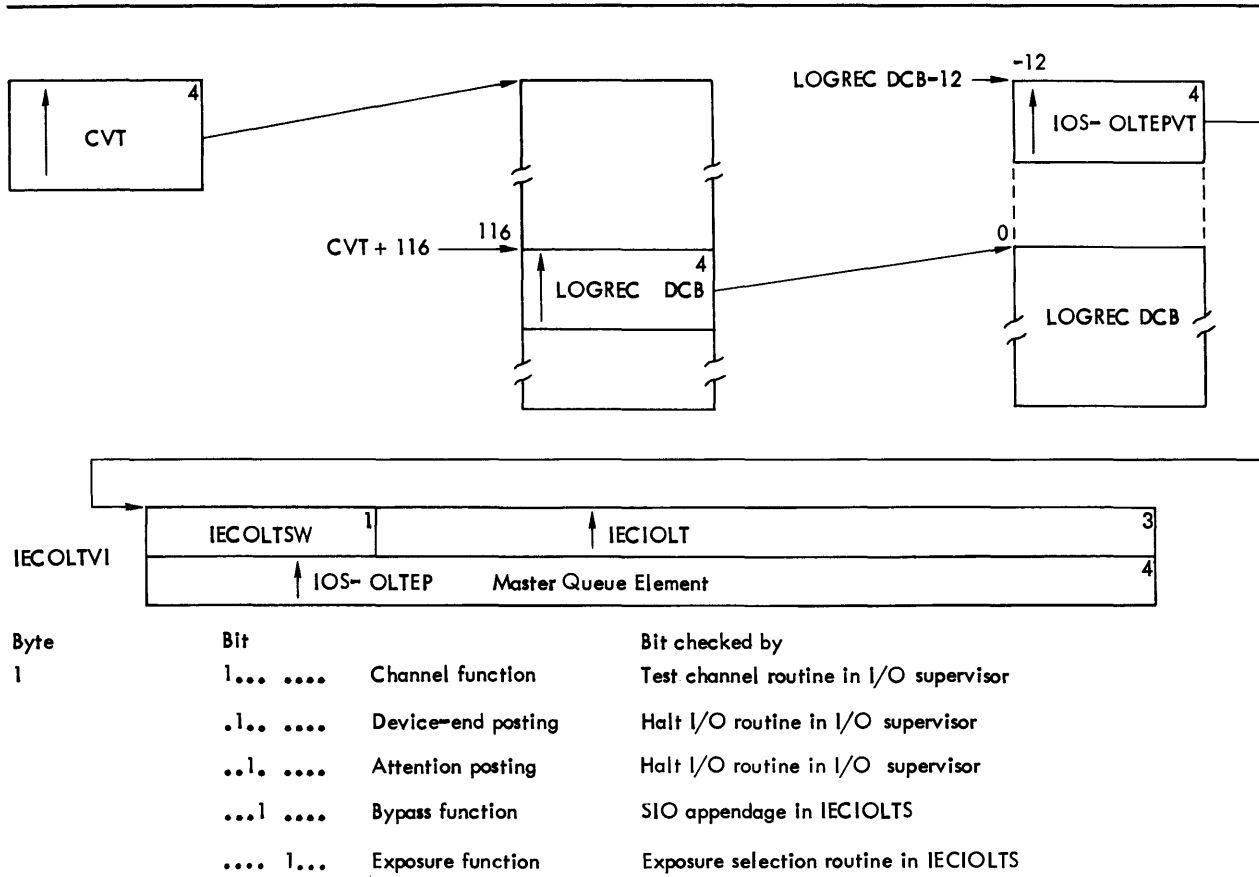 -12
LOGREC DCB-12
4
CVT
4
↑ IOS- OLTEPVT
CVT + 116
116
4
LOGREC DCB
0
LOGREC DCB
IECOLTVI
IECOLTSW 1
↑ IECIOLT 3
↑ IOS- OLTEP Master Queue Element 4
Byte Bit Bit checked by
1 1... .... Channel function Test channel routine in I/O supervisor
.1.. .... Device-end posting Halt I/O routine in I/O supervisor
..1. .... Attention posting Halt I/O routine in I/O supervisor
...1 .... Bypass function SIO appendage in IECIOLTS
.... 1... Exposure function Exposure selection routine in IECIOLTS